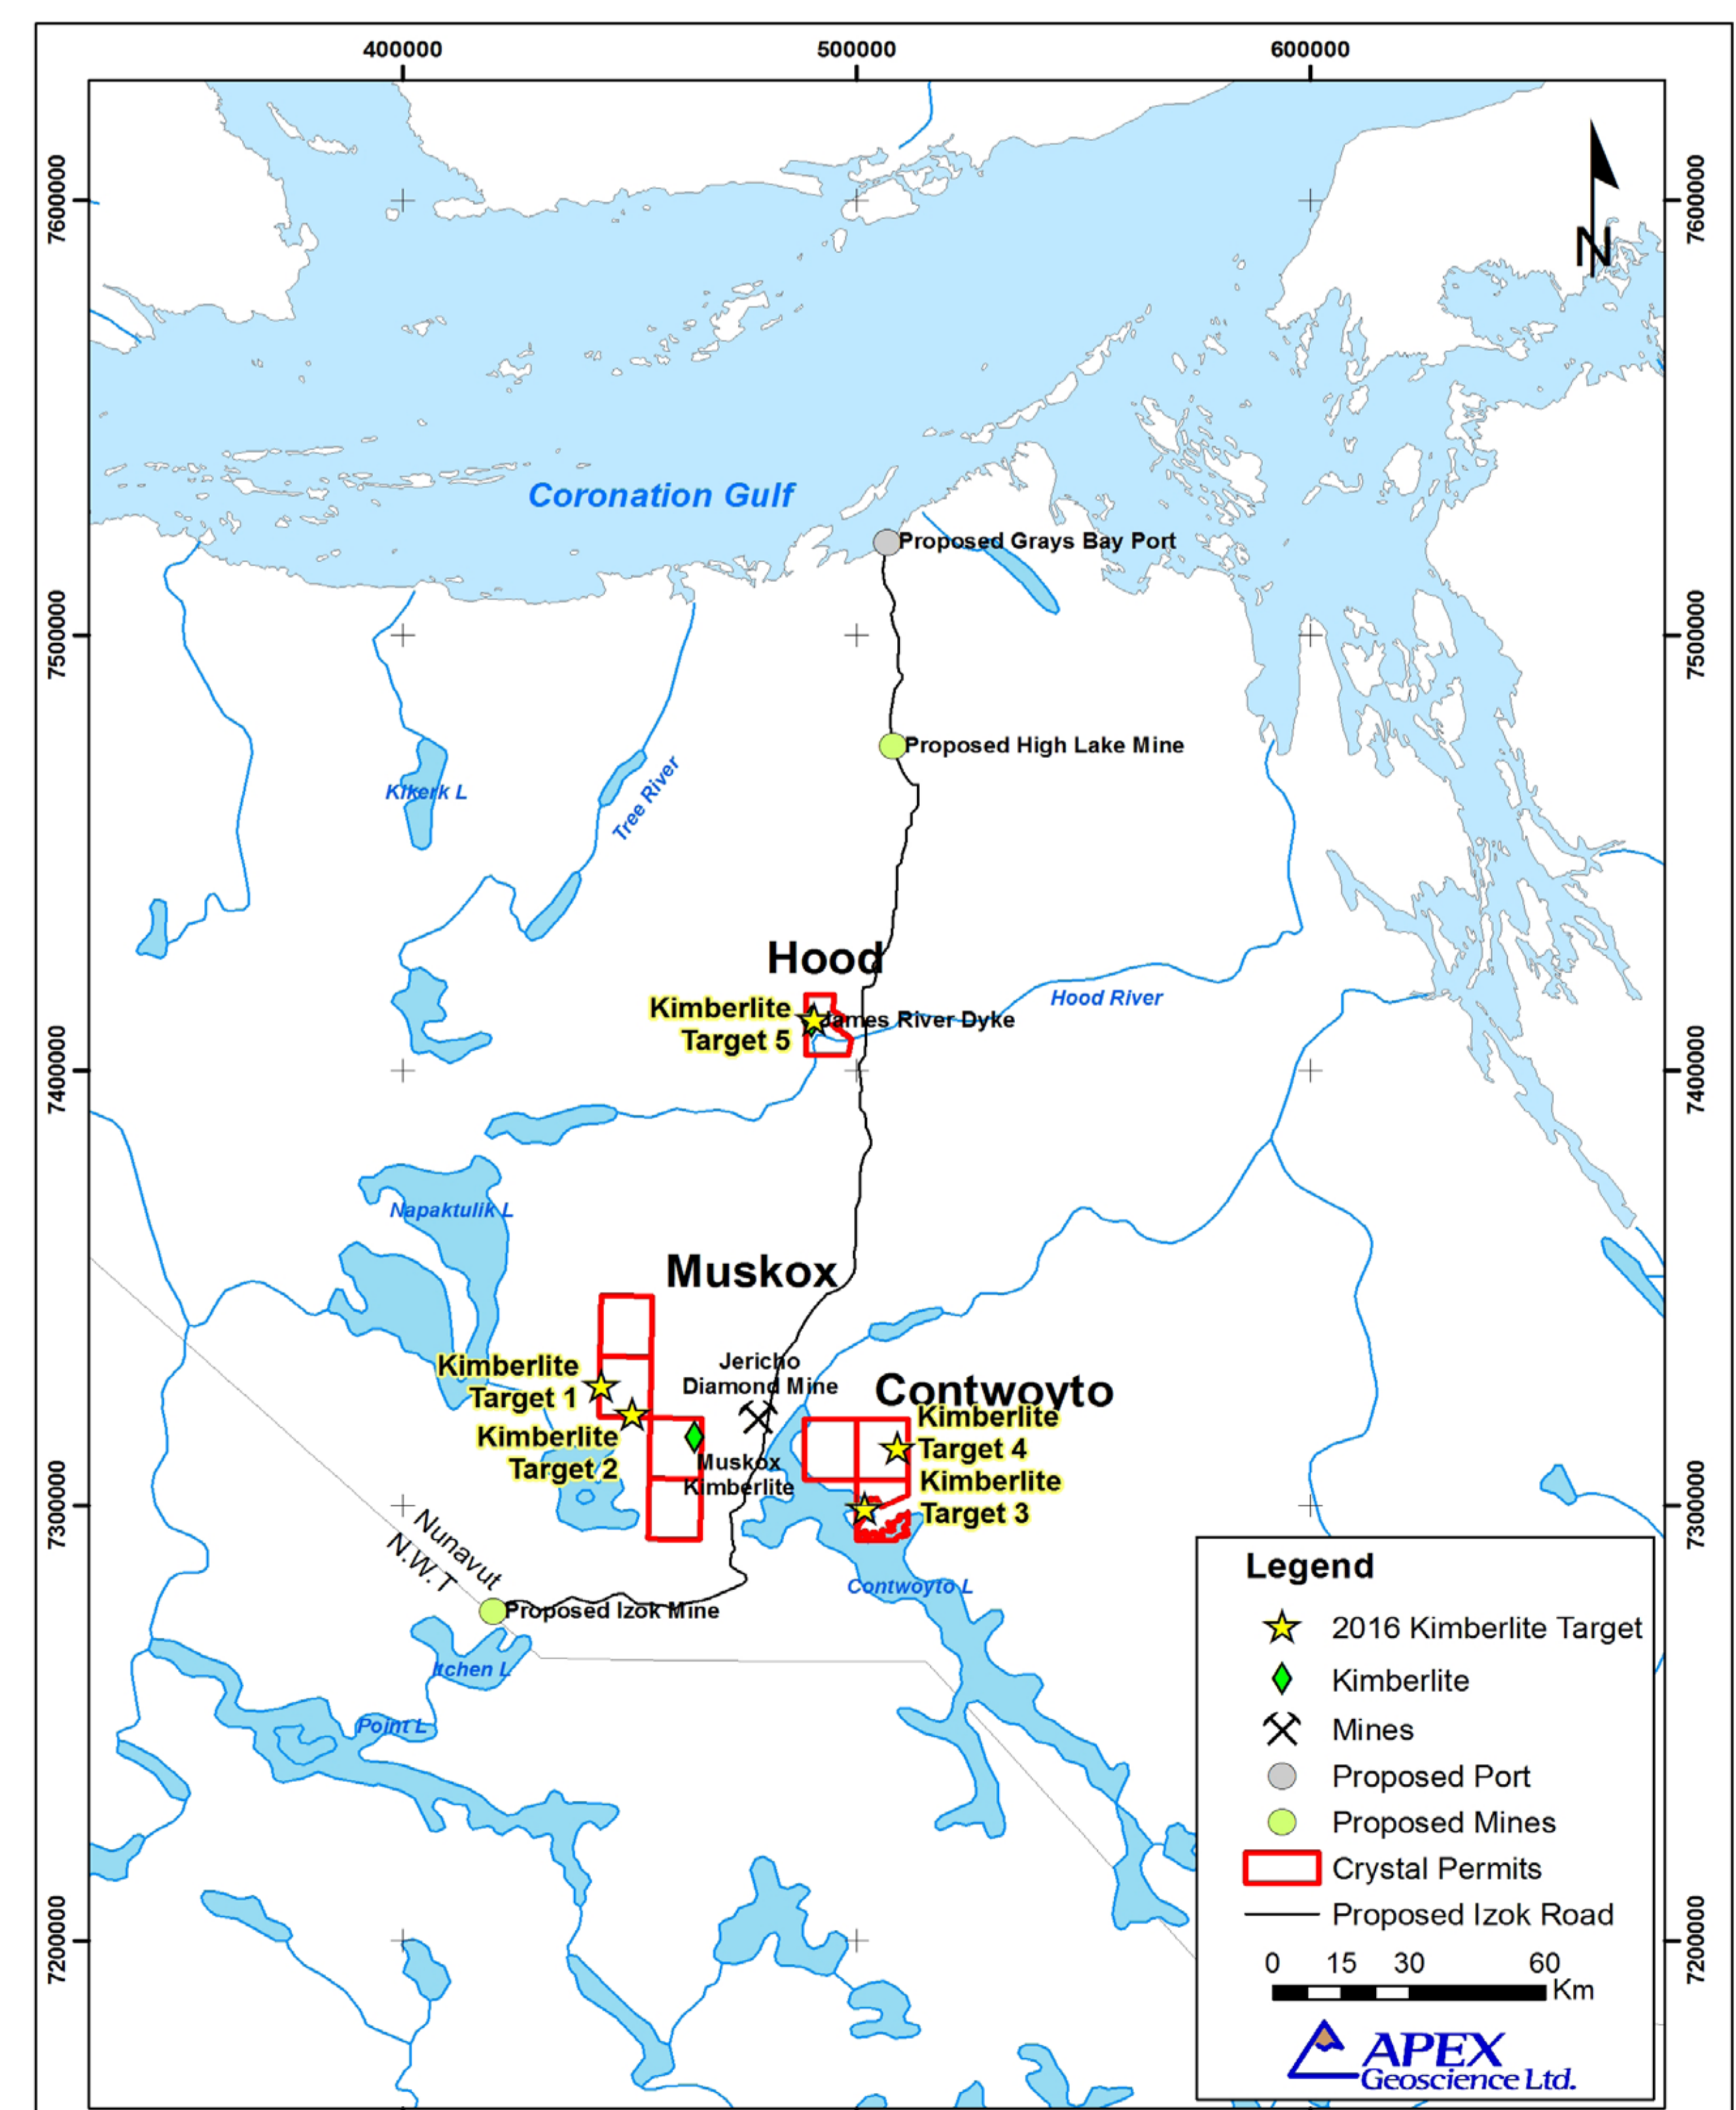 400000
500000
600000
7600000
7600000
N
Coronation Gulf
Proposed Grays Bay Port
7500000
7500000
Proposed High Lake Mine
Kikerk L
Tree River
Hood
Kimberlite
Target 5
James River Dyke
Hood River
7400000
7400000
Napaktulik L
Muskox
Kimberlite
Target 1
Jericho
Diamond Mine
Contwoyto
Kimberlite
Target 4
Kimberlite
Target 2
Muskox
Kimberlite
Kimberlite
Target 3
7300000
7300000
Nunavut
N.W.T
Contwoyto L
Proposed Izok Mine
Itchen L
Point L
7200000
7200000
Legend
2016 Kimberlite Target
Kimberlite
Mines
Proposed Port
Proposed Mines
Crystal Permits
Proposed Izok Road
0 15 30 60
Km
APEX
Geoscience Ltd.